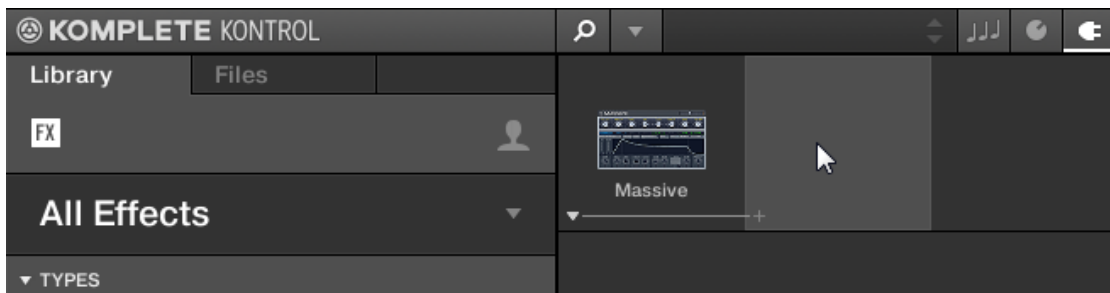 KOMPLETE KONTROL
Library
Files
FX
All Effects
TYPES
Massive